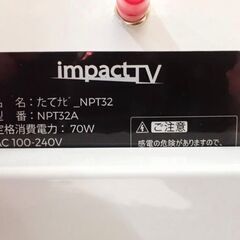 impactTV
品 名：たてナビ_NPT32
型 番：NPT32A
定格消費電力：70W
AC 100-240V
ご注意
感電の危険がありますので